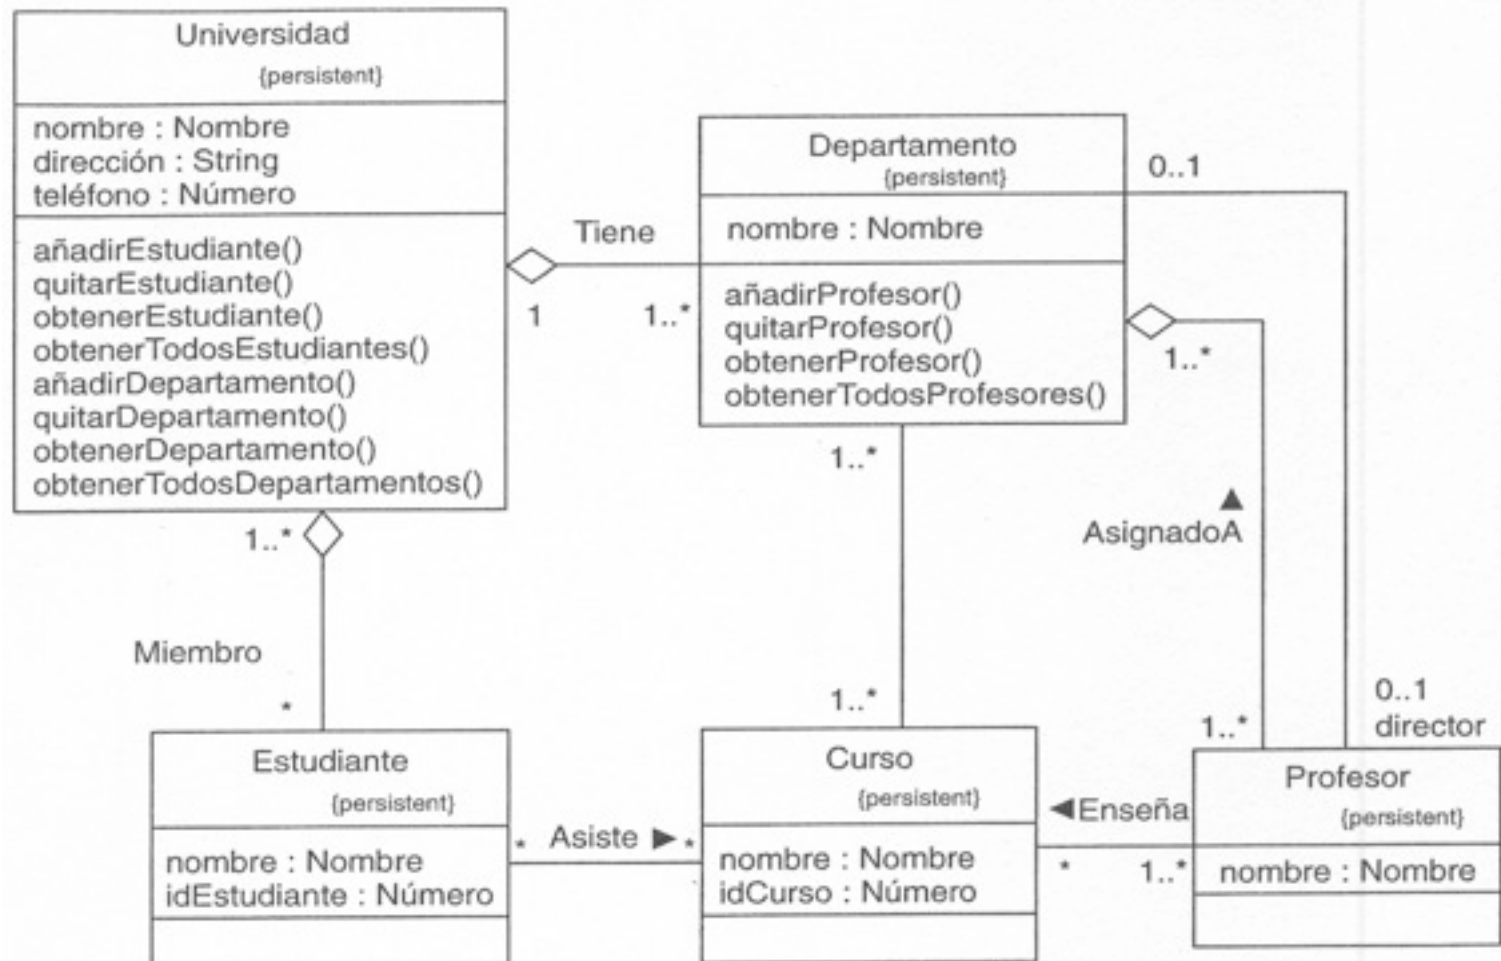 Universidad
{persistent}
nombre : Nombre
dirección : String
teléfono : Número
añadirEstudiante()
quitarEstudiante()
obtenerEstudiante()
obtenerTodosEstudiantes()
añadirDepartamento()
quitarDepartamento()
obtenerDepartamento()
obtenerTodosDepartamentos()
Tiene
1
1..*
Departamento
{persistent}
nombre : Nombre
añadirProfesor()
quitarProfesor()
obtenerProfesor()
obtenerTodosProfesores()
0..1
1..*
1..*
AsignadoA
1..*
Miembro
*
1..*
1..*
0..1
director
Estudiante
{persistent}
nombre : Nombre
idEstudiante : Número
* Asiste ► *
Curso
{persistent}
nombre : Nombre
idCurso : Número
◄Enseña
* 1..*
Profesor
{persistent}
nombre : Nombre